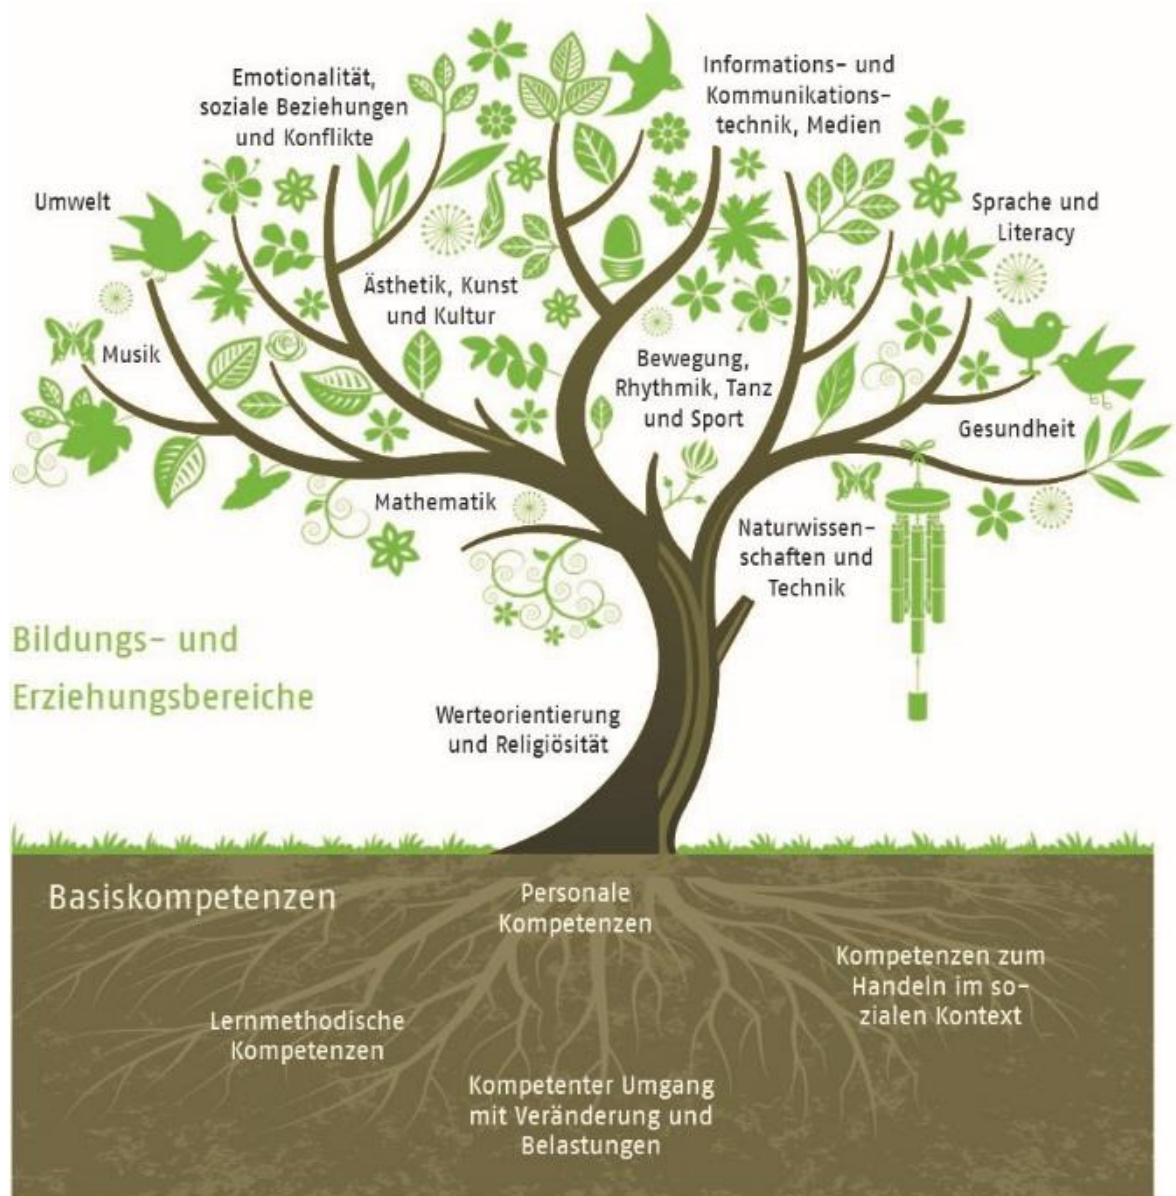 Emotionalität,
soziale Beziehungen
und Konflikte
Informations- und
Kommunikations-
technik, Medien
Umwelt
Sprache und
Literacy
Ästhetik, Kunst
und Kultur
Musik
Bewegung,
Rhythmik, Tanz
und Sport
Gesundheit
Mathematik
Naturwissen-
schaften und
Technik
Bildungs- und
Erziehungsbereiche
Werteorientierung
und Religiösität
Basiskompetenzen
Personale
Kompetenzen
Kompetenzen zum
Handeln im so-
zialen Kontext
Lernmethodische
Kompetenzen
Kompetenter Umgang
mit Veränderung und
Belastungen